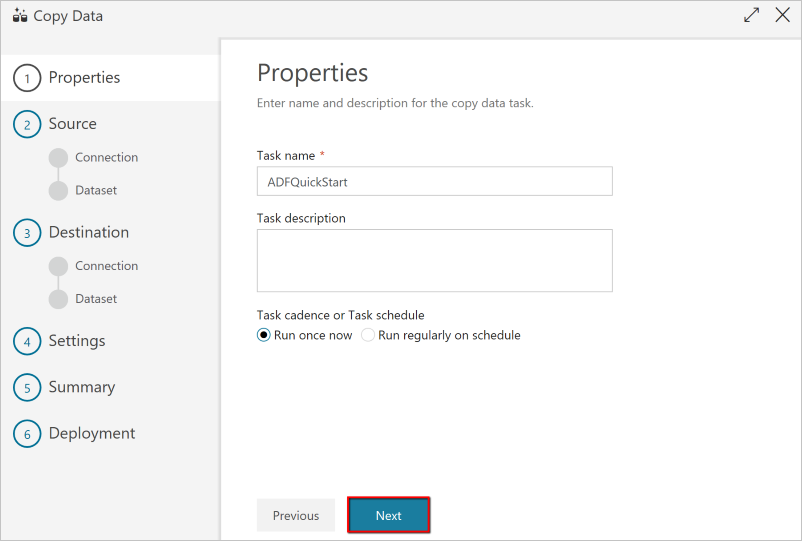 Copy Data
1 Properties
2 Source
Connection
Dataset
3 Destination
Connection
Dataset
4 Settings
5 Summary
6 Deployment
Properties
Enter name and description for the copy data task.
Task name *
ADFQuickStart
Task description
Task cadence or Task schedule
Run once now Run regularly on schedule
Previous Next